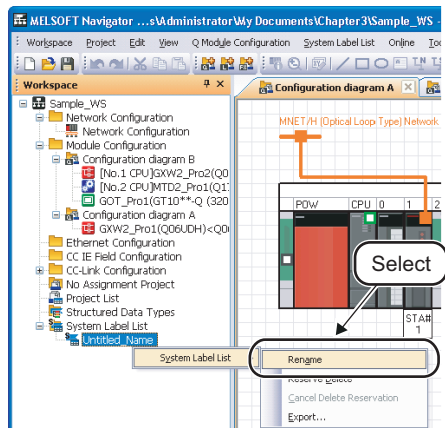 MELSOFT Navigator ...s\Administrator\My Documents\Chapter3\Sample_WS -
Workspace Project Edit View Q Module Configuration System Label List Online
Workspace
Configuration diagram A
Sample_WS
Network Configuration
Network Configuration
Module Configuration
Configuration diagram B
[No.1 CPU]GXW2_Pro2(Q0
[No.2 CPU]MTD2_Pro1(Q1
GOT_Pro1(GT10**-Q (320
Configuration diagram A
GXW2_Pro1(Q06UDH)<Q0
Ethernet Configuration
CC IE Field Configuration
CC-Link Configuration
No Assignment Project
Project List
Structured Data Types
System Label List
Untitled_Name
MNET/H (Optical Loop Type) Network
POW CPU 0 1 2
STA#
1
Select
System Label List
Rename
Reserve Delete
Cancel Delete Reservation
Export...